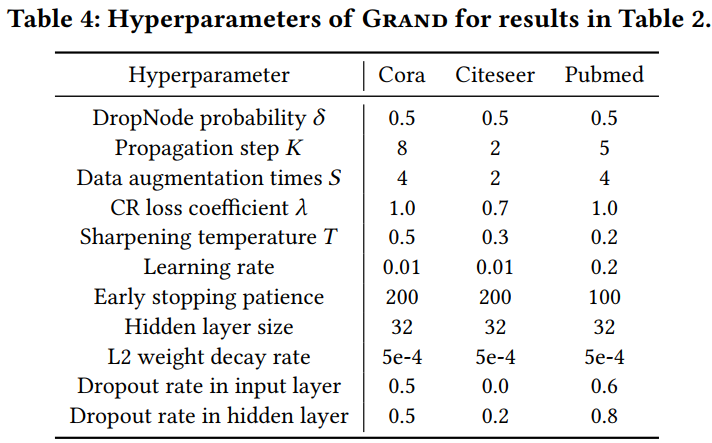 Table 4: Hyperparameters of GRAND for results in Table 2.
Hyperparameter Cora Citeseer Pubmed
DropNode probability δ 0.5 0.5 0.5
Propagation step K 8 2 5
Data augmentation times S 4 2 4
CR loss coefficient λ 1.0 0.7 1.0
Sharpening temperature T 0.5 0.3 0.2
Learning rate 0.01 0.01 0.2
Early stopping patience 200 200 100
Hidden layer size 32 32 32
L2 weight decay rate 5e-4 5e-4 5e-4
Dropout rate in input layer 0.5 0.0 0.6
Dropout rate in hidden layer 0.5 0.2 0.8